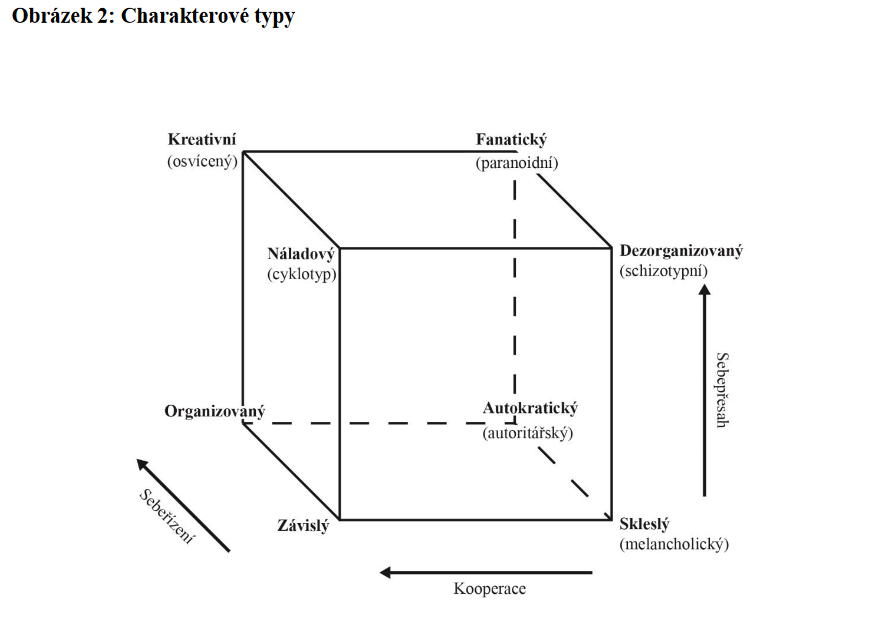 Obrázek 2: Charakterové typy
Kreativní
(osvícený)
Fanatický
(paranoidní)
Náladový
(cyklotyp)
Dezorganizovaný
(schizotypní)
Sebepřesah
Organizovaný
Autokratický
(autoritářský)
Sebeřízení
Závislý
Skleslý
(melancholický)
Kooperace